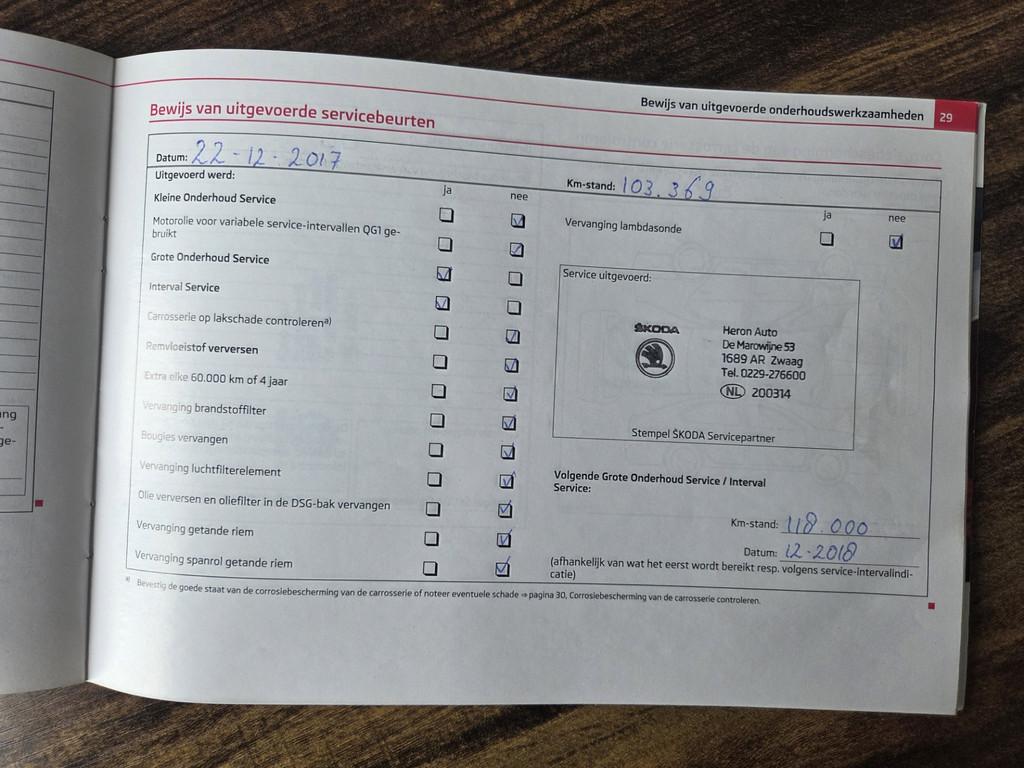 Bewijs van uitgevoerde onderhoudswerkzaamheden 29
Bewijs van uitgevoerde servicebeurten
Datum: 22-12-2017
Km-stand: 103.369
Uitgevoerd werd:
ja nee
Kleine Onderhoud Service
Motorolie voor variabele service-intervallen QG1 ge-
bruikt
Grote Onderhoud Service
Interval Service
Carrosserie op lakschade controleren a)
Remvloeistof verversen
Extra elke 60.000 km of 4 jaar
Vervanging brandstoffilter
Bougies vervangen
Vervanging luchtfilterelement
Olie verversen en oliefilter in de DSG-bak vervangen
Vervanging getande riem
Vervanging spanrol getande riem
ja nee
Vervanging lambdasonde
Service uitgevoerd:
ŠKODA
Heron Auto
De Marowijne 53
1689 AR Zwaag
Tel. 0229-276600
NL 200314
Stempel ŠKODA Servicepartner
Volgende Grote Onderhoud Service / Interval
Service:
Km-stand: 118.000
Datum: 12-2018
(afhankelijk van wat het eerst wordt bereikt resp. volgens service-intervalindi-
catie)
a) Bevestig de goede staat van de corrosiebescherming van de carrosserie of noteer eventuele schade ⇒ pagina 30, Corrosiebescherming van de carrosserie controleren.
ng
-
ge-